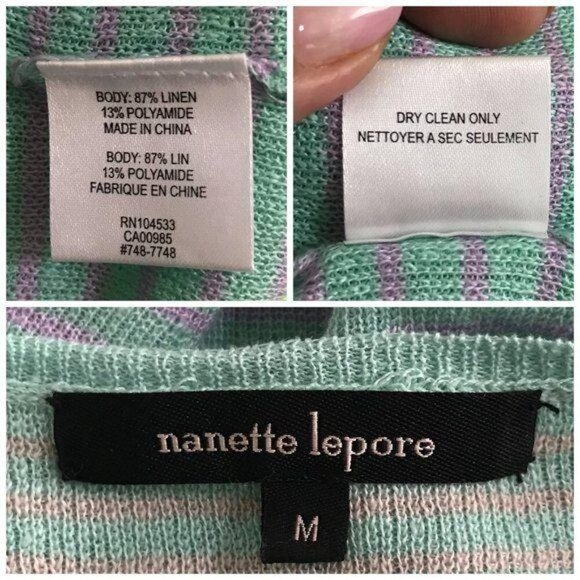 BODY: 87% LINEN
13% POLYAMIDE
MADE IN CHINA
BODY: 87% LIN
13% POLYAMIDE
FABRIQUE EN CHINE
RN104533
CA00985
#748-7748
DRY CLEAN ONLY
NETTOYER A SEC SEULEMENT
nanette lepore
M